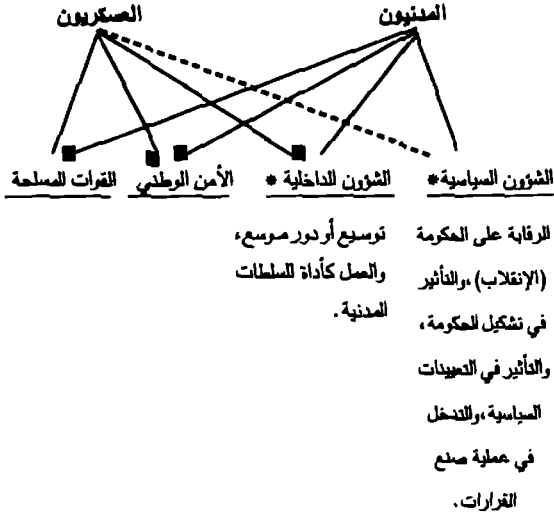 المدنيون العسكريون
الشؤون السياسية* الشؤون الداخلية * الأمن الوطني القوات المسلحة
الرقابة على الحكومة
(الإنقلاب)، والتأثير
في تشكيل الحكومة،
والتأثير في التعيينات
السياسية، والتدخل
في عملية صنع
القرارات.
توسيع أو دور موسع،
والعمل كأداة للسلطات
المدنية.